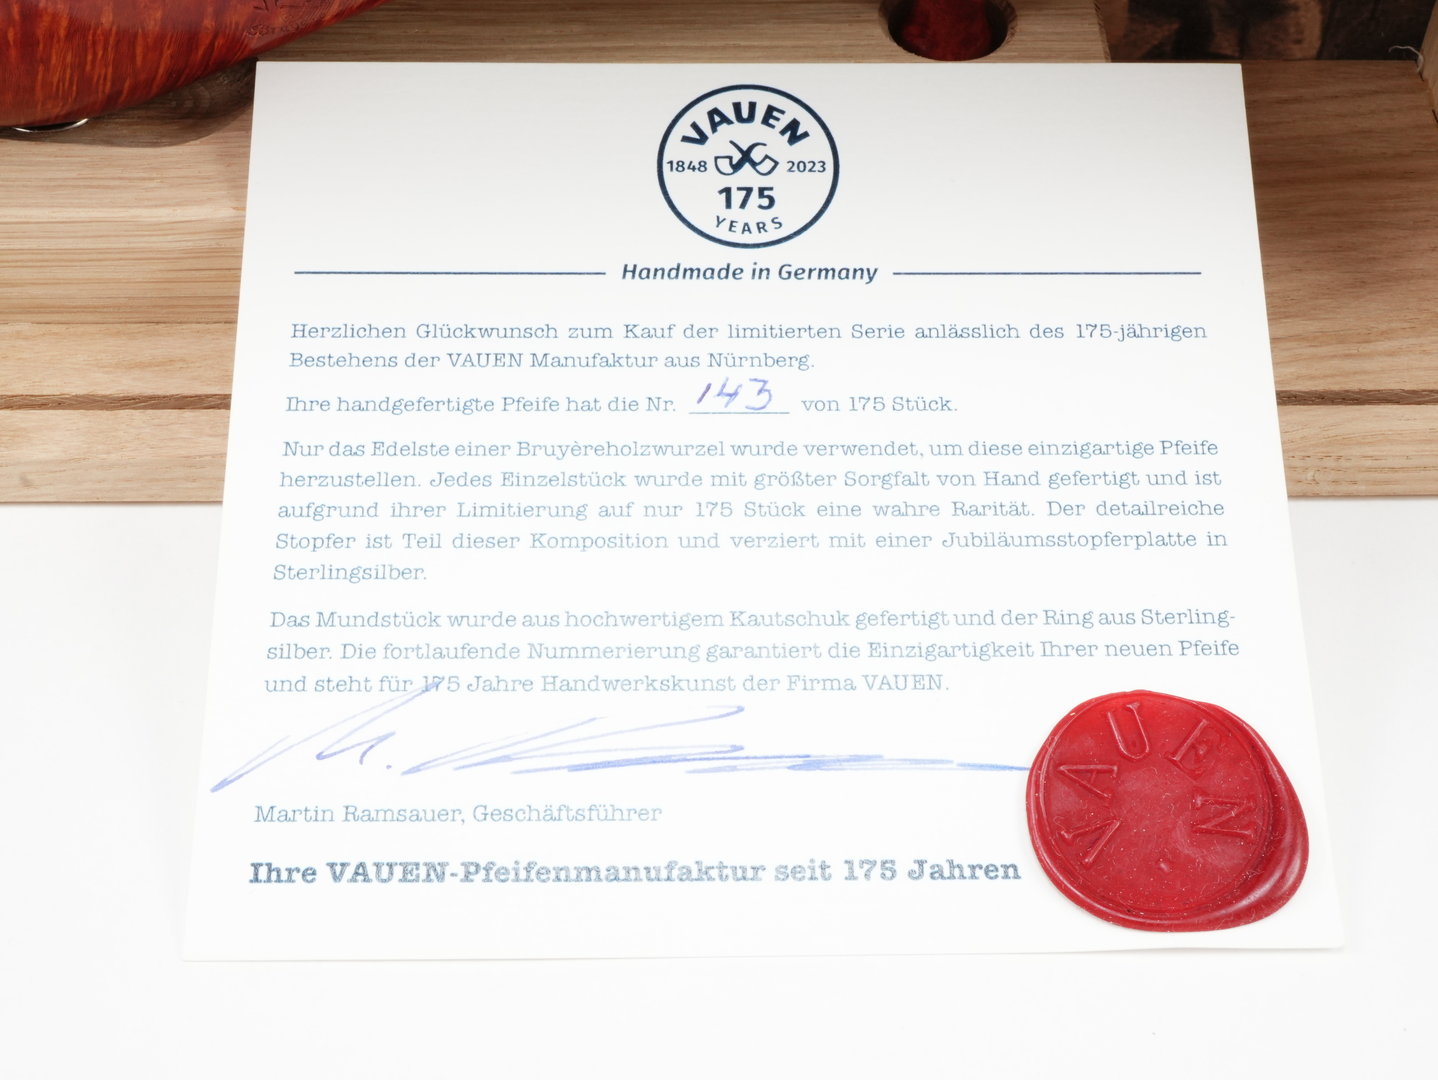 VAUEN
1848 2023
175
YEARS
Handmade in Germany
Herzlichen Glückwunsch zum Kauf der limitierten Serie anlässlich des 175-jährigen
Bestehens der VAUEN Manufaktur aus Nürnberg.
Ihre handgefertigte Pfeife hat die Nr. 143 von 175 Stück.
Nur das Edelste einer Bruyèreholzwurzel wurde verwendet, um diese einzigartige Pfeife
herzustellen. Jedes Einzelstück wurde mit größter Sorgfalt von Hand gefertigt und ist
aufgrund ihrer Limitierung auf nur 175 Stück eine wahre Rarität. Der detailreiche
Stopfer ist Teil dieser Komposition und verziert mit einer Jubiläumsstopferplatte in
Sterlingsilber.
Das Mundstück wurde aus hochwertigem Kautschuk gefertigt und der Ring aus Sterling-
silber. Die fortlaufende Nummerierung garantiert die Einzigartigkeit Ihrer neuen Pfeife
und steht für 175 Jahre Handwerkskunst der Firma VAUEN.
Martin Ramsauer, Geschäftsführer
Ihre VAUEN-Pfeifenmanufaktur seit 175 Jahren
VAUEN